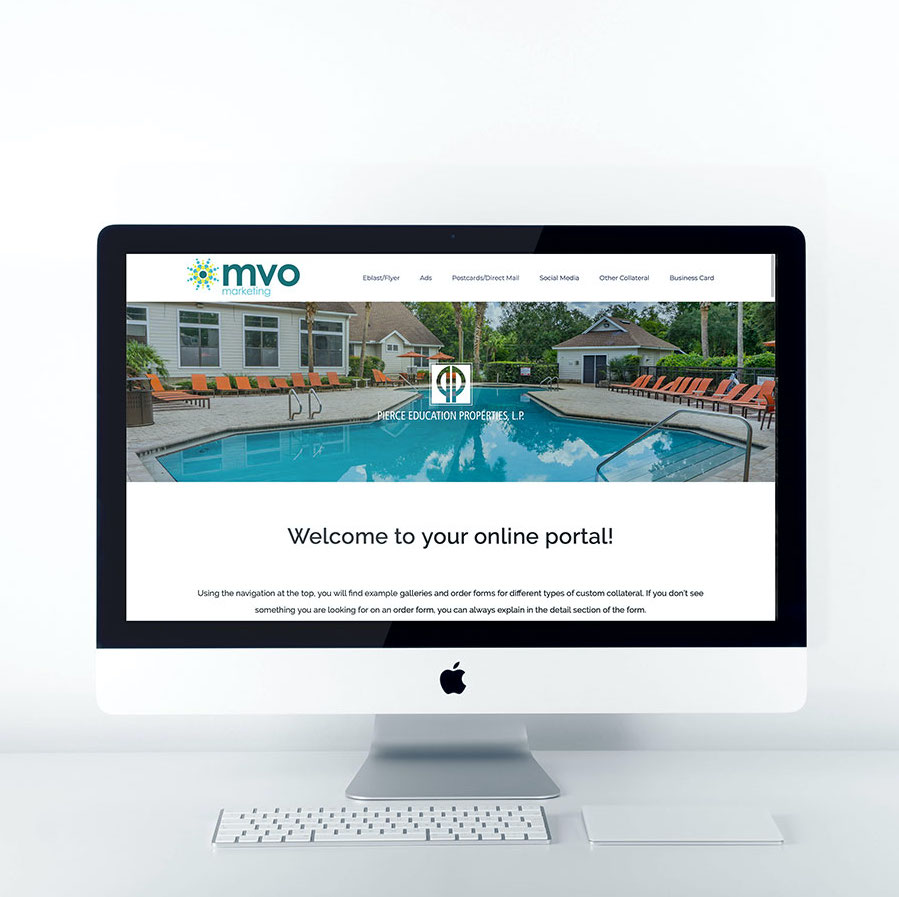 mvo
marketing
Eblast/Flyer Ads Postcards/Direct Mail Social Media Other Collateral Business Card
PIERCE EDUCATION PROPERTIES, L.P.
Welcome to your online portal!
Using the navigation at the top, you will find example galleries and order forms for different types of custom collateral. If you don't see
something you are looking for on an order form, you can always explain in the detail section of the form.